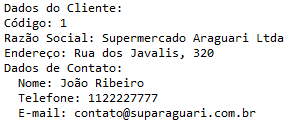 Dados do Cliente:
Código: 1
Razão Social: Supermercado Araguari Ltda
Endereço: Rua dos Javalis, 320
Dados de Contato:
  Nome: João Ribeiro
  Telefone: 1122227777
  E-mail: contato@suparaguari.com.br